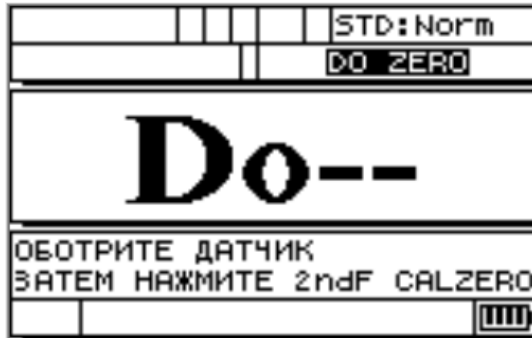 STD:Norm
DO ZERO
Do--
ОБОТРИТЕ ДАТЧИК
ЗАТЕМ НАЖМИТЕ 2ndF CALZERO